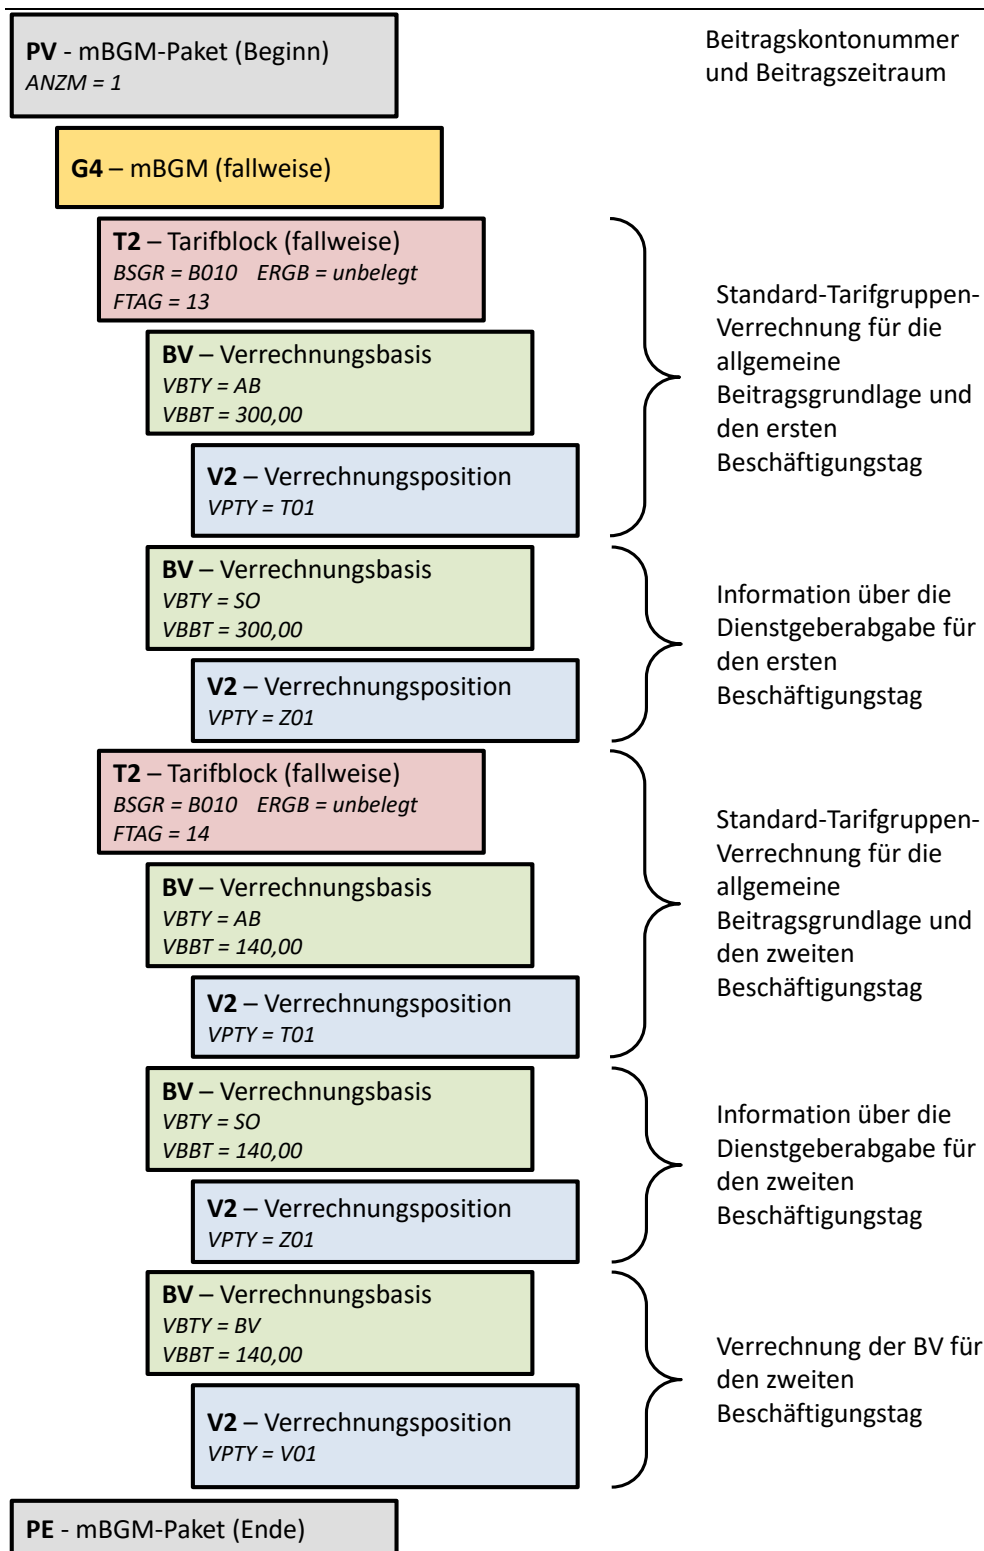 PV - mBGM-Paket (Beginn)
ANZM = 1
Beitragskontonummer
und Beitragszeitraum
G4 – mBGM (fallweise)
T2 – Tarifblock (fallweise)
BSGR = B010 ERGB = unbelegt
FTAG = 13
BV – Verrechnungsbasis
VBTY = AB
VBBT = 300,00
V2 – Verrechnungsposition
VPTY = T01
Standard-Tarifgruppen-
Verrechnung für die
allgemeine
Beitragsgrundlage und
den ersten
Beschäftigungstag
BV – Verrechnungsbasis
VBTY = SO
VBBT = 300,00
V2 – Verrechnungsposition
VPTY = Z01
Information über die
Dienstgeberabgabe für
den ersten
Beschäftigungstag
T2 – Tarifblock (fallweise)
BSGR = B010 ERGB = unbelegt
FTAG = 14
BV – Verrechnungsbasis
VBTY = AB
VBBT = 140,00
V2 – Verrechnungsposition
VPTY = T01
Standard-Tarifgruppen-
Verrechnung für die
allgemeine
Beitragsgrundlage und
den zweiten
Beschäftigungstag
BV – Verrechnungsbasis
VBTY = SO
VBBT = 140,00
V2 – Verrechnungsposition
VPTY = Z01
Information über die
Dienstgeberabgabe für
den zweiten
Beschäftigungstag
BV – Verrechnungsbasis
VBTY = BV
VBBT = 140,00
V2 – Verrechnungsposition
VPTY = V01
Verrechnung der BV für
den zweiten
Beschäftigungstag
PE - mBGM-Paket (Ende)